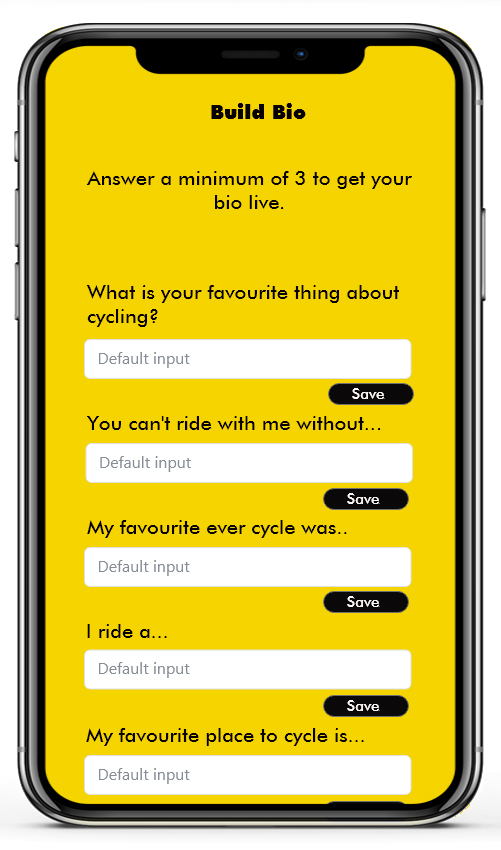 Build Bio
Answer a minimum of 3 to get your
bio live.
What is your favourite thing about
cycling?
Default input
Save
You can't ride with me without...
Default input
Save
My favourite ever cycle was..
Default input
Save
I ride a...
Default input
Save
My favourite place to cycle is...
Default input